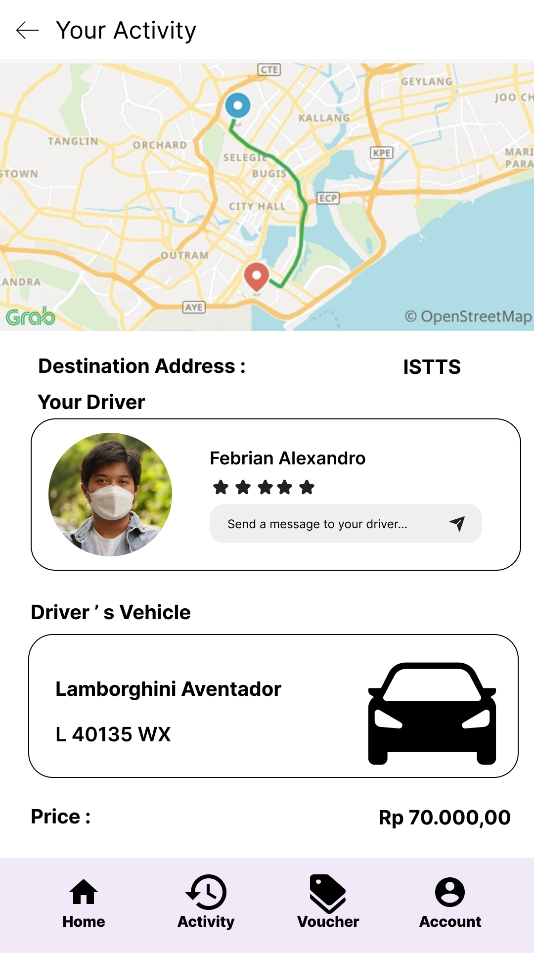 Your Activity
CTE
GEYLANG
JOO CH
KALLANG
TANGLIN
ORCHARD
KPE
SELEGIE
MARI
PARA
STOWN
BUGIS
ECP
CITY HALL
OUTRAM
ANDRA
AYE
Grab
© OpenStreetMap
Destination Address :
ISTTS
Your Driver
Febrian Alexandro
Send a message to your driver...
Driver ’ s Vehicle
Lamborghini Aventador
L 40135 WX
Price :
Rp 70.000,00
Home
Activity
Voucher
Account